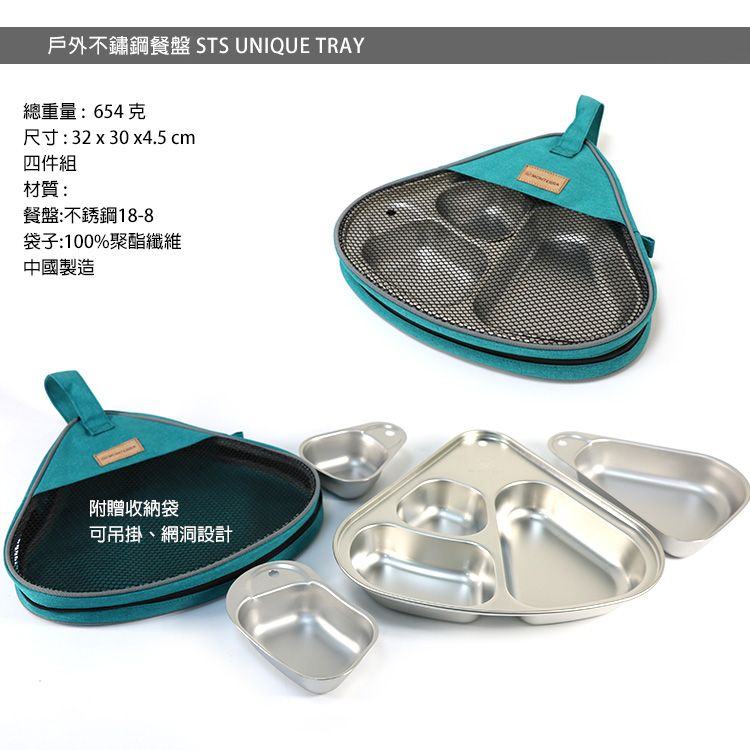 戶外不鏽鋼餐盤 STS UNIQUE TRAY
總重量 : 654 克
尺寸 : 32 x 30 x4.5 cm
四件組
材質 :
餐盤:不銹鋼18-8
袋子:100%聚酯纖維
中國製造
附贈收納袋
可吊掛、網洞設計